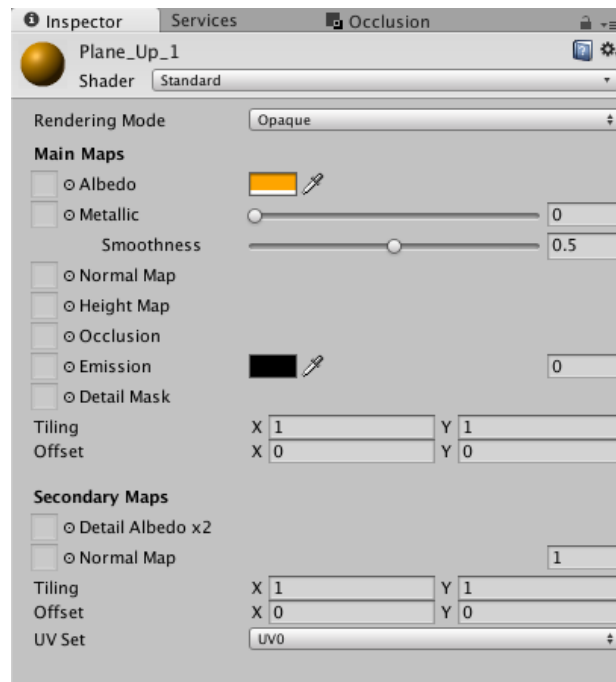 Inspector Services Occlusion
Plane_Up_1
Shader Standard
Rendering Mode Opaque
Main Maps
Albedo
Metallic 0
Smoothness 0.5
Normal Map
Height Map
Occlusion
Emission 0
Detail Mask
Tiling X 1 Y 1
Offset X 0 Y 0
Secondary Maps
Detail Albedo x2
Normal Map 1
Tiling X 1 Y 1
Offset X 0 Y 0
UV Set UV0